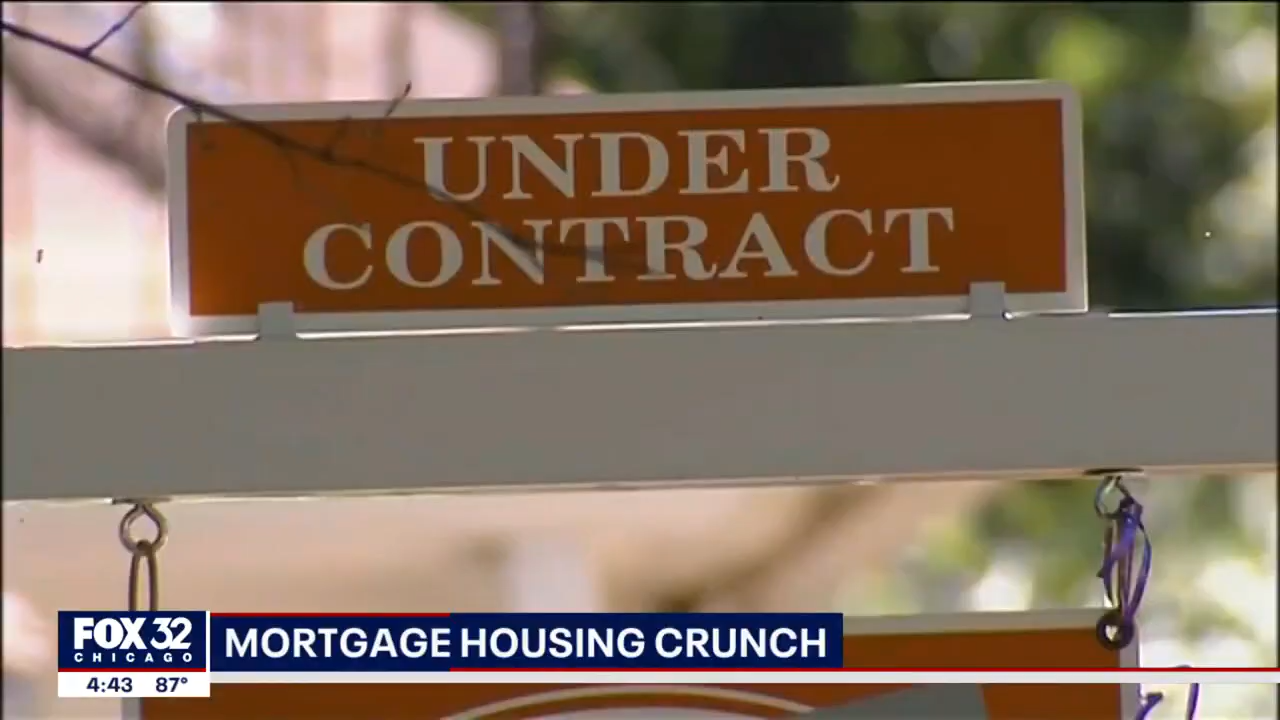 UNDER
CONTRACT
FOX 32
CHICAGO
MORTGAGE HOUSING CRUNCH
4:43 87°